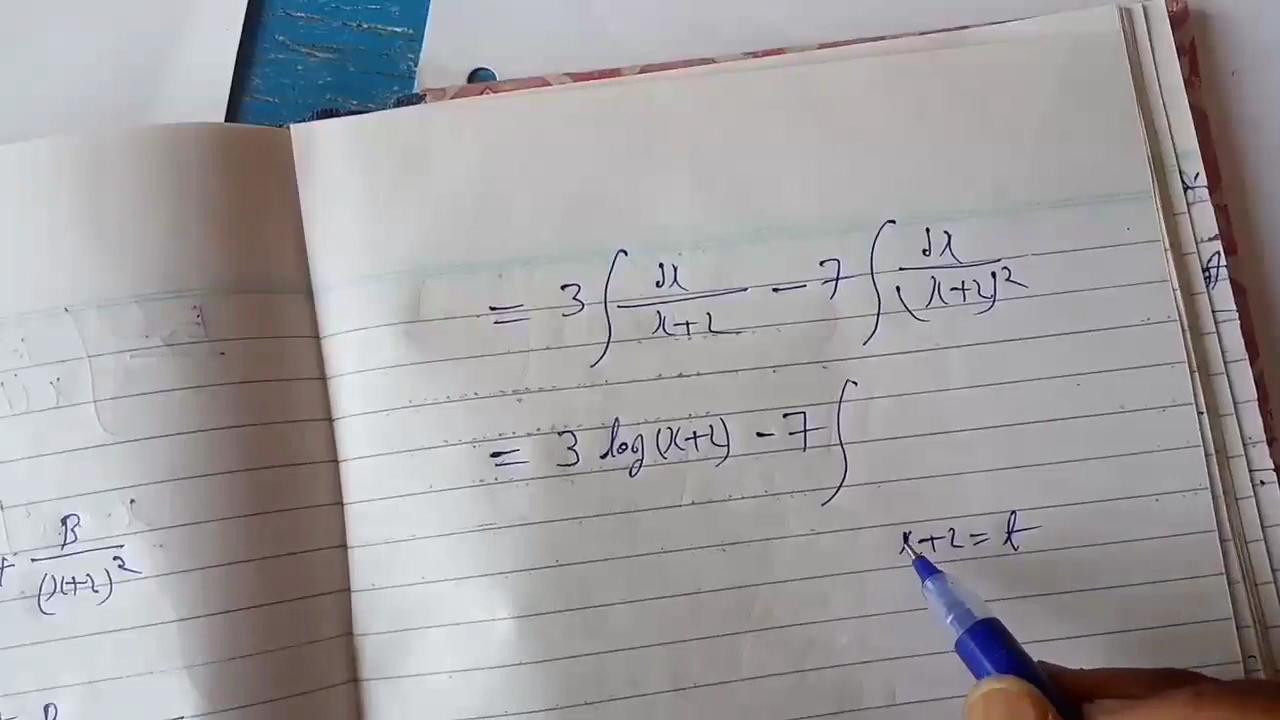 = 3 ∫ dx/(x+2) - 7 ∫ dx/(x+2)²
= 3 log(x+2) - 7 ∫
x+2 = t
+ B/(x+2)²